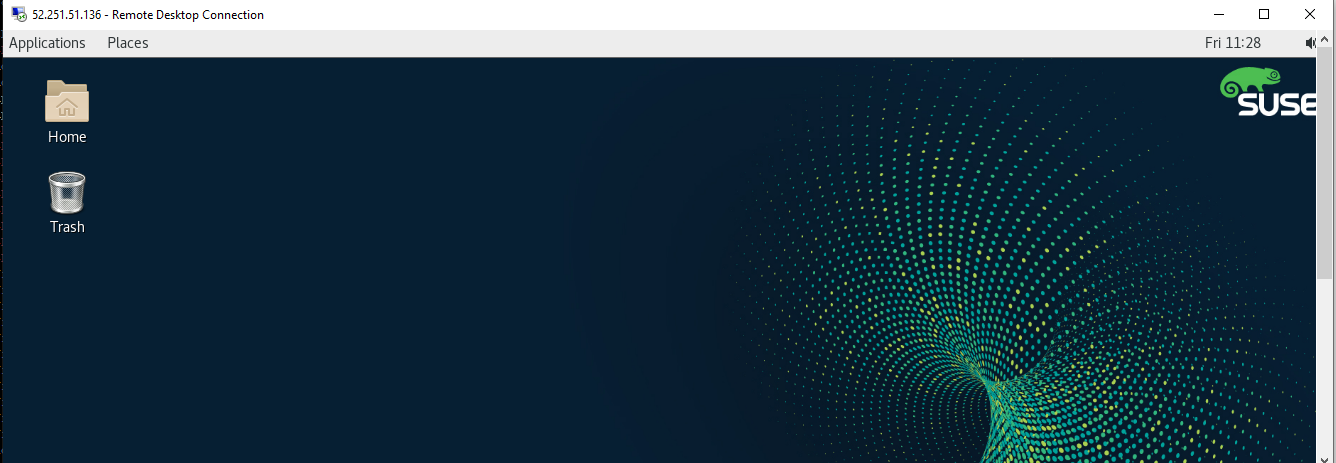 52.251.51.136 - Remote Desktop Connection
Applications Places Fri 11:28
SUSE
Home
Trash